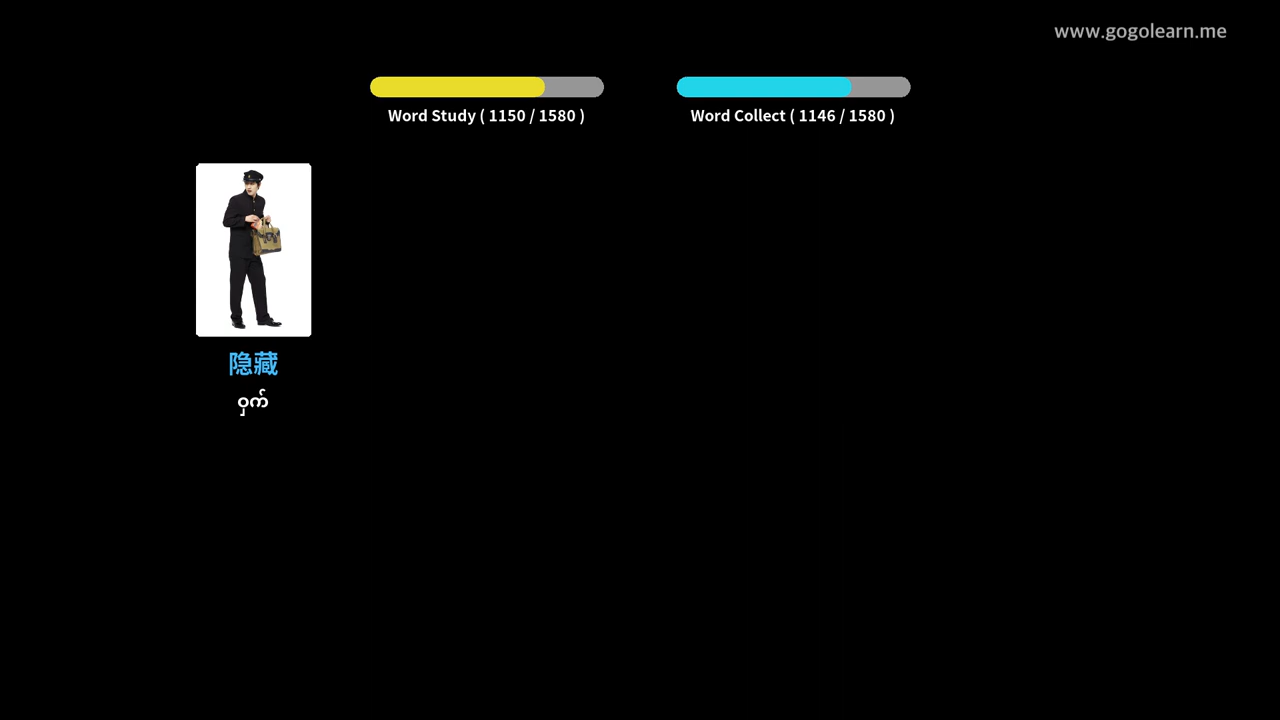 www.gogolearn.me
Word Study ( 1150 / 1580 )
Word Collect ( 1146 / 1580 )
隐藏
ဝှက်